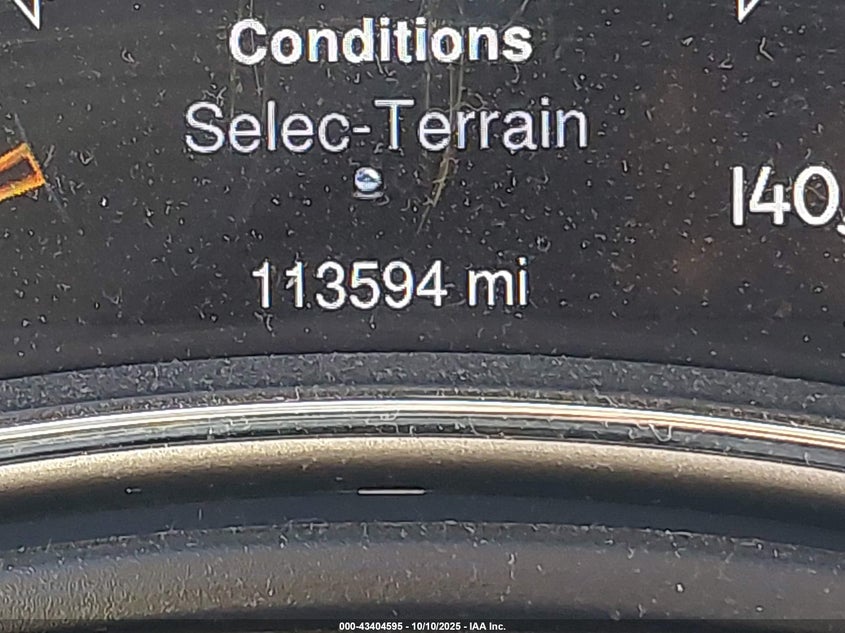 Conditions
Selec-Terrain
140
113594 mi
000-43404595 - 10/10/2025 - IAA Inc.